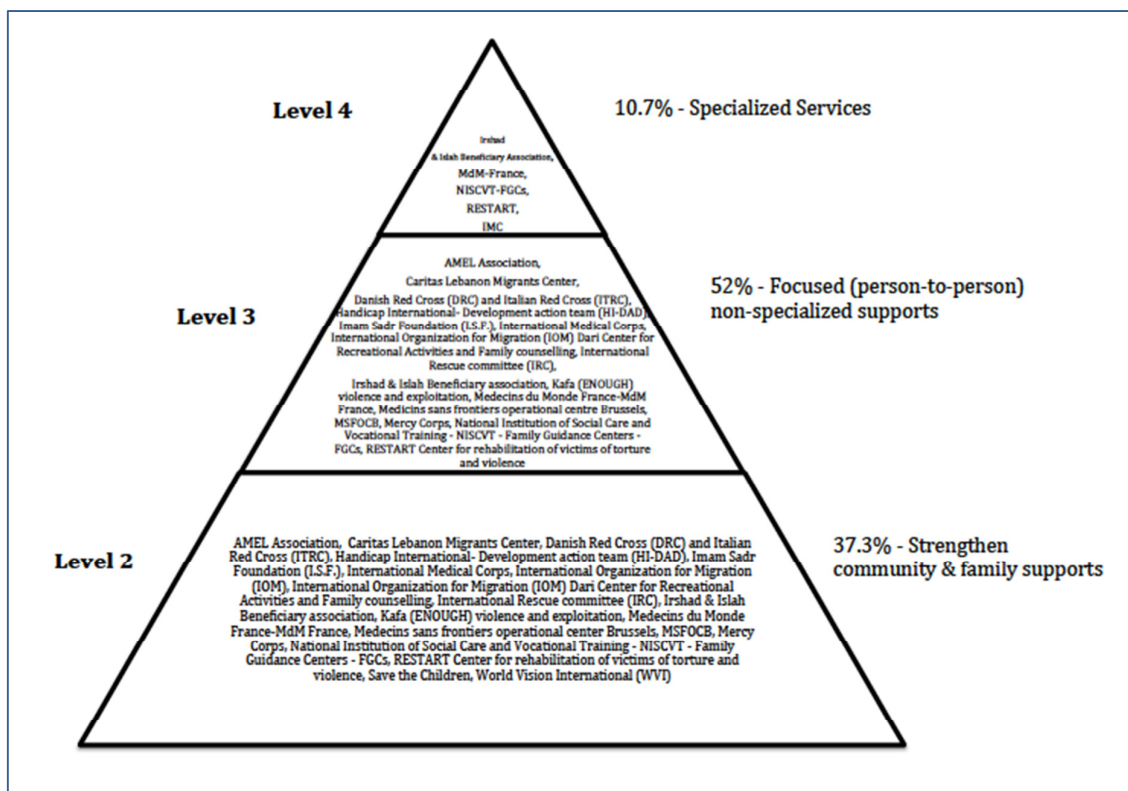 Level 4
10.7% - Specialized Services
Irshad
& Islah Beneficiary Association,
MdM-France,
NISCVT-FGCs,
RESTART,
IMC
Level 3
52% - Focused (person-to-person)
non-specialized supports
AMEL Association,
Caritas Lebanon Migrants Center,
Danish Red Cross (DRC) and Italian Red Cross (ITRC),
Handicap International- Development action team (HI-DAD),
Imam Sadr Foundation (I.S.F.), International Medical Corps,
International Organization for Migration (IOM) Dari Center for
Recreational Activities and Family counselling, International
Rescue committee (IRC),
Irshad & Islah Beneficiary association, Kafa (ENOUGH)
violence and exploitation, Medecins du Monde France-MdM
France, Medicins sans frontiers operational centre Brussels,
MSFOCB, Mercy Corps, National Institution of Social Care and
Vocational Training - NISCVT - Family Guidance Centers -
FGCs, RESTART Center for rehabilitation of victims of torture
and violence
Level 2
37.3% - Strengthen
community & family supports
AMEL Association, Caritas Lebanon Migrants Center, Danish Red Cross (DRC) and Italian
Red Cross (ITRC), Handicap International- Development action team (HI-DAD), Imam Sadr
Foundation (I.S.F.), International Medical Corps, International Organization for Migration
(IOM), International Organization for Migration (IOM) Dari Center for Recreational
Activities and Family counselling, International Rescue committee (IRC), Irshad & Islah
Beneficiary association, Kafa (ENOUGH) violence and exploitation, Medecins du Monde
France-MdM France, Medecins sans frontiers operational center Brussels, MSFOCB, Mercy
Corps, National Institution of Social Care and Vocational Training - NISCVT - Family
Guidance Centers - FGCs, RESTART Center for rehabilitation of victims of torture and
violence, Save the Children, World Vision International (WVI)